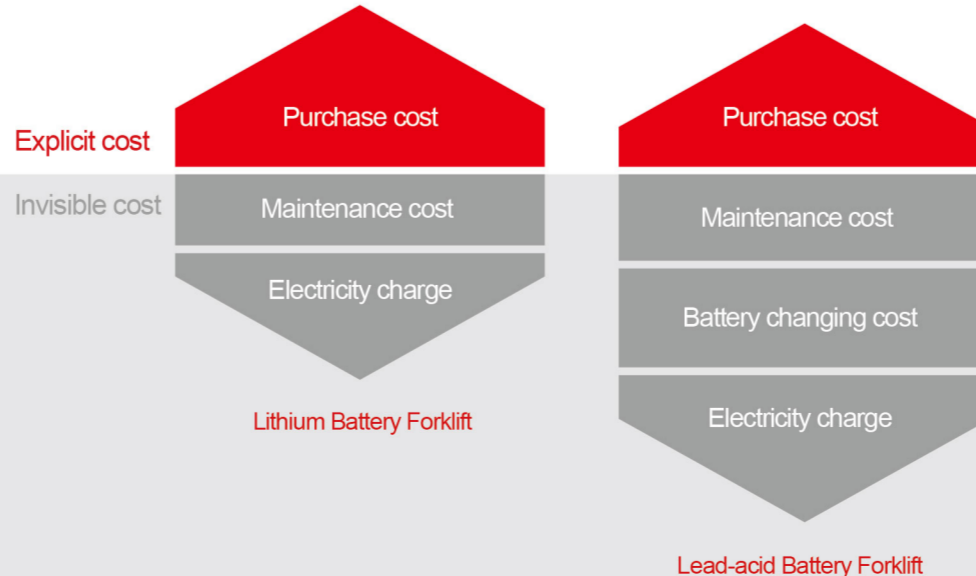 Explicit cost
Invisible cost
Purchase cost
Maintenance cost
Electricity charge
Lithium Battery Forklift
Purchase cost
Maintenance cost
Battery changing cost
Electricity charge
Lead-acid Battery Forklift